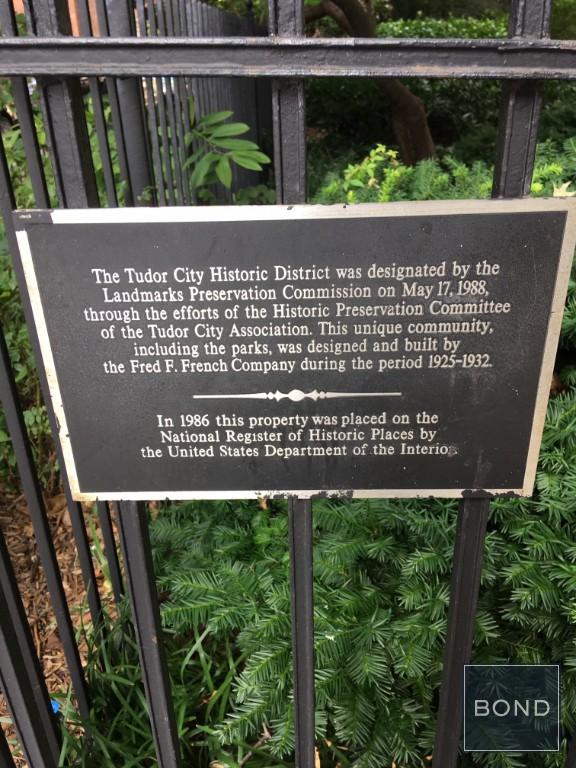 The Tudor City Historic District was designated by the
Landmarks Preservation Commission on May 17, 1988,
through the efforts of the Historic Preservation Committee
of the Tudor City Association. This unique community,
including the parks, was designed and built by
the Fred F. French Company during the period 1925-1932.
In 1986 this property was placed on the
National Register of Historic Places by
the United States Department of the Interior.
BOND